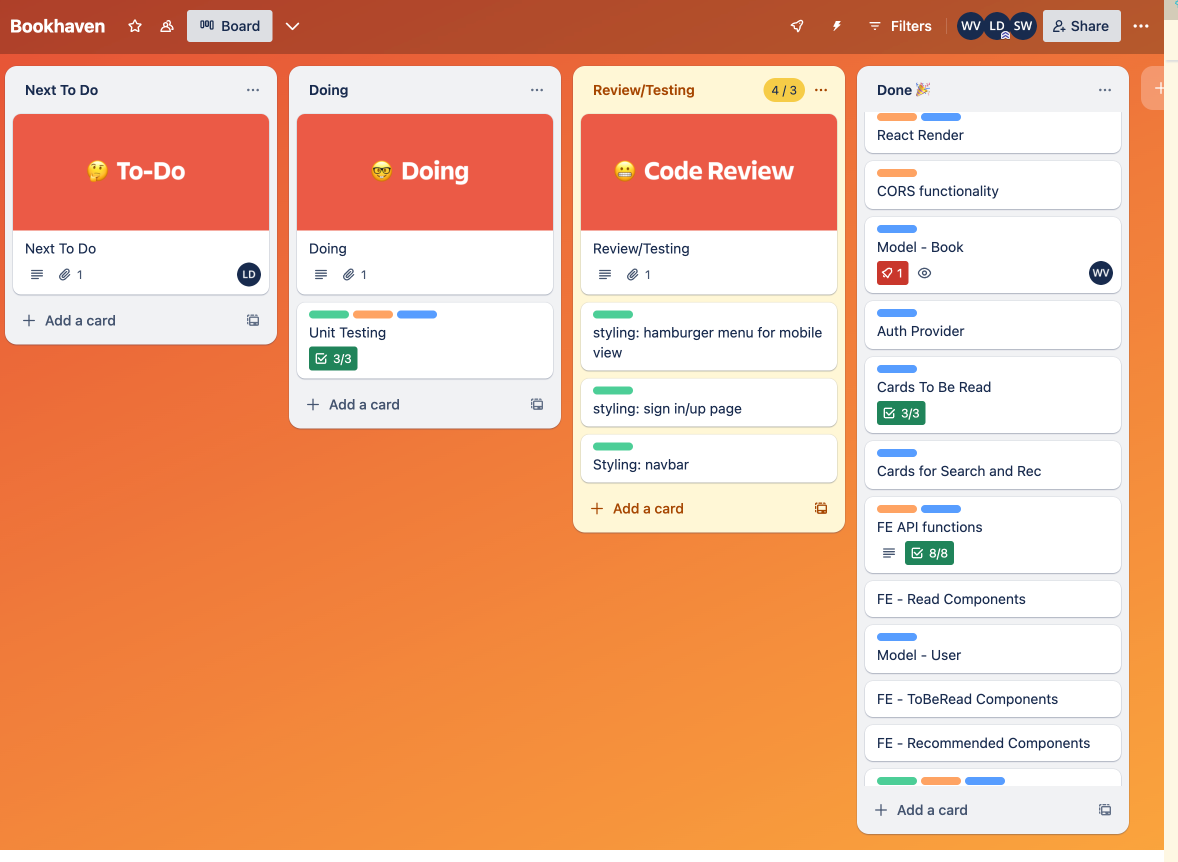 Bookhaven
Board
Filters
WV
LD
SW
Share
Next To Do
To-Do
Next To Do
1
LD
Add a card
Doing
Doing
Doing
1
Unit Testing
3/3
Add a card
Review/Testing
4 / 3
Code Review
Review/Testing
1
styling: hamburger menu for mobile
view
styling: sign in/up page
Styling: navbar
Add a card
Done
React Render
CORS functionality
Model - Book
1
WV
Auth Provider
Cards To Be Read
3/3
Cards for Search and Rec
FE API functions
8/8
FE - Read Components
Model - User
FE - ToBeRead Components
FE - Recommended Components
Add a card